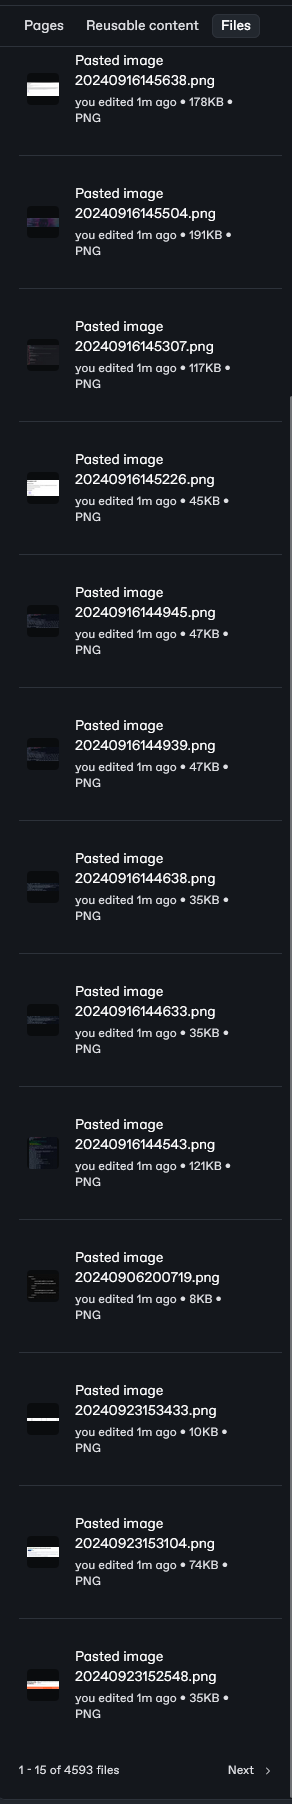 Pages Reusable content Files
Pasted image
20240916145638.png
you edited 1m ago • 178KB •
PNG
Pasted image
20240916145504.png
you edited 1m ago • 191KB •
PNG
Pasted image
20240916145307.png
you edited 1m ago • 117KB •
PNG
Pasted image
20240916145226.png
you edited 1m ago • 45KB •
PNG
Pasted image
20240916144945.png
you edited 1m ago • 47KB •
PNG
Pasted image
20240916144939.png
you edited 1m ago • 47KB •
PNG
Pasted image
20240916144638.png
you edited 1m ago • 35KB •
PNG
Pasted image
20240916144633.png
you edited 1m ago • 35KB •
PNG
Pasted image
20240916144543.png
you edited 1m ago • 121KB •
PNG
Pasted image
20240906200719.png
you edited 1m ago • 8KB •
PNG
Pasted image
20240923153433.png
you edited 1m ago • 10KB •
PNG
Pasted image
20240923153104.png
you edited 1m ago • 74KB •
PNG
Pasted image
20240923152548.png
you edited 1m ago • 35KB •
PNG
1 - 15 of 4593 files Next >